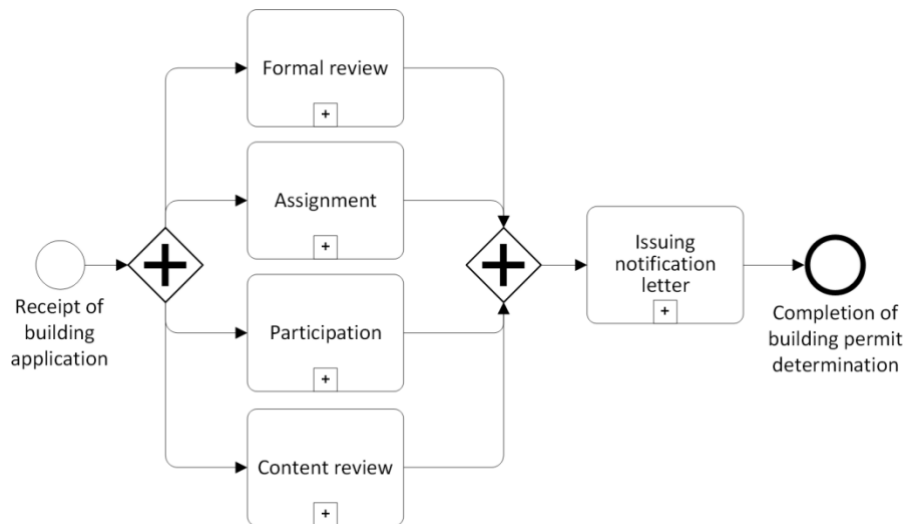 Formal review
Assignment
Participation
Content review
Receipt of
building
application
Issuing
notification
letter
Completion of
building permit
determination